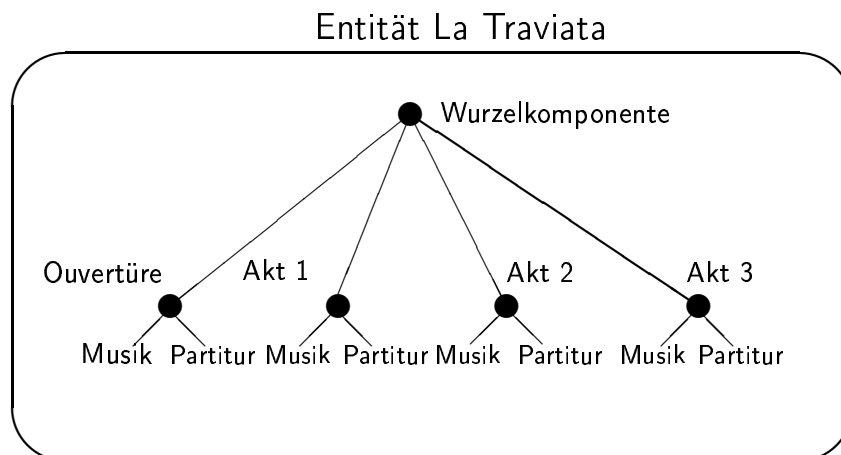 Entität La Traviata
Wurzelkomponente
Ouvertüre Akt 1 Akt 2 Akt 3
Musik Partitur Musik Partitur Musik Partitur Musik Partitur